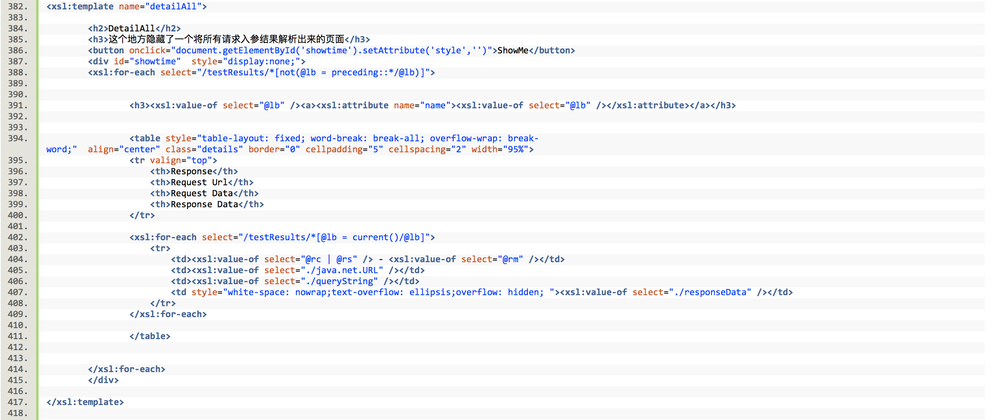 382. <xsl:template name="detailAll">
383.
384. <h2>DetailAll</h2>
385. <h3>这个地方隐藏了一个将所有请求入参结果解析出来的页面</h3>
386. <button onclick="document.getElementById('showtime').setAttribute('style','')">ShowMe</button>
387. <div id="showtime"  style="display:none;">
388. <xsl:for-each select="/testResults/*[not(@lb = preceding::*/@lb)]">
389.
390.
391. <h3><xsl:value-of select="@lb" /><a><xsl:attribute name="name"><xsl:value-of select="@lb" /></xsl:attribute></a></h3>
392.
393.
394. <table style="table-layout: fixed; word-break: break-all; overflow-wrap: break-
word;"  align="center" class="details" border="0" cellpadding="5" cellspacing="2" width="95%">
395. <tr valign="top">
396. <th>Response</th>
397. <th>Request Url</th>
398. <th>Request Data</th>
399. <th>Response Data</th>
400. </tr>
401.
402. <xsl:for-each select="/testResults/*[@lb = current()/@lb]">
403. <tr>
404. <td><xsl:value-of select="@rc | @rs" /> - <xsl:value-of select="@rm" /></td>
405. <td><xsl:value-of select="./java.net.URL" /></td>
406. <td><xsl:value-of select="./queryString" /></td>
407. <td style="white-space: nowrap;text-overflow: ellipsis;overflow: hidden; "><xsl:value-of select="./responseData" /></td>
408. </tr>
409. </xsl:for-each>
410.
411. </table>
412.
413.
414. </xsl:for-each>
415. </div>
416.
417. </xsl:template>
418.